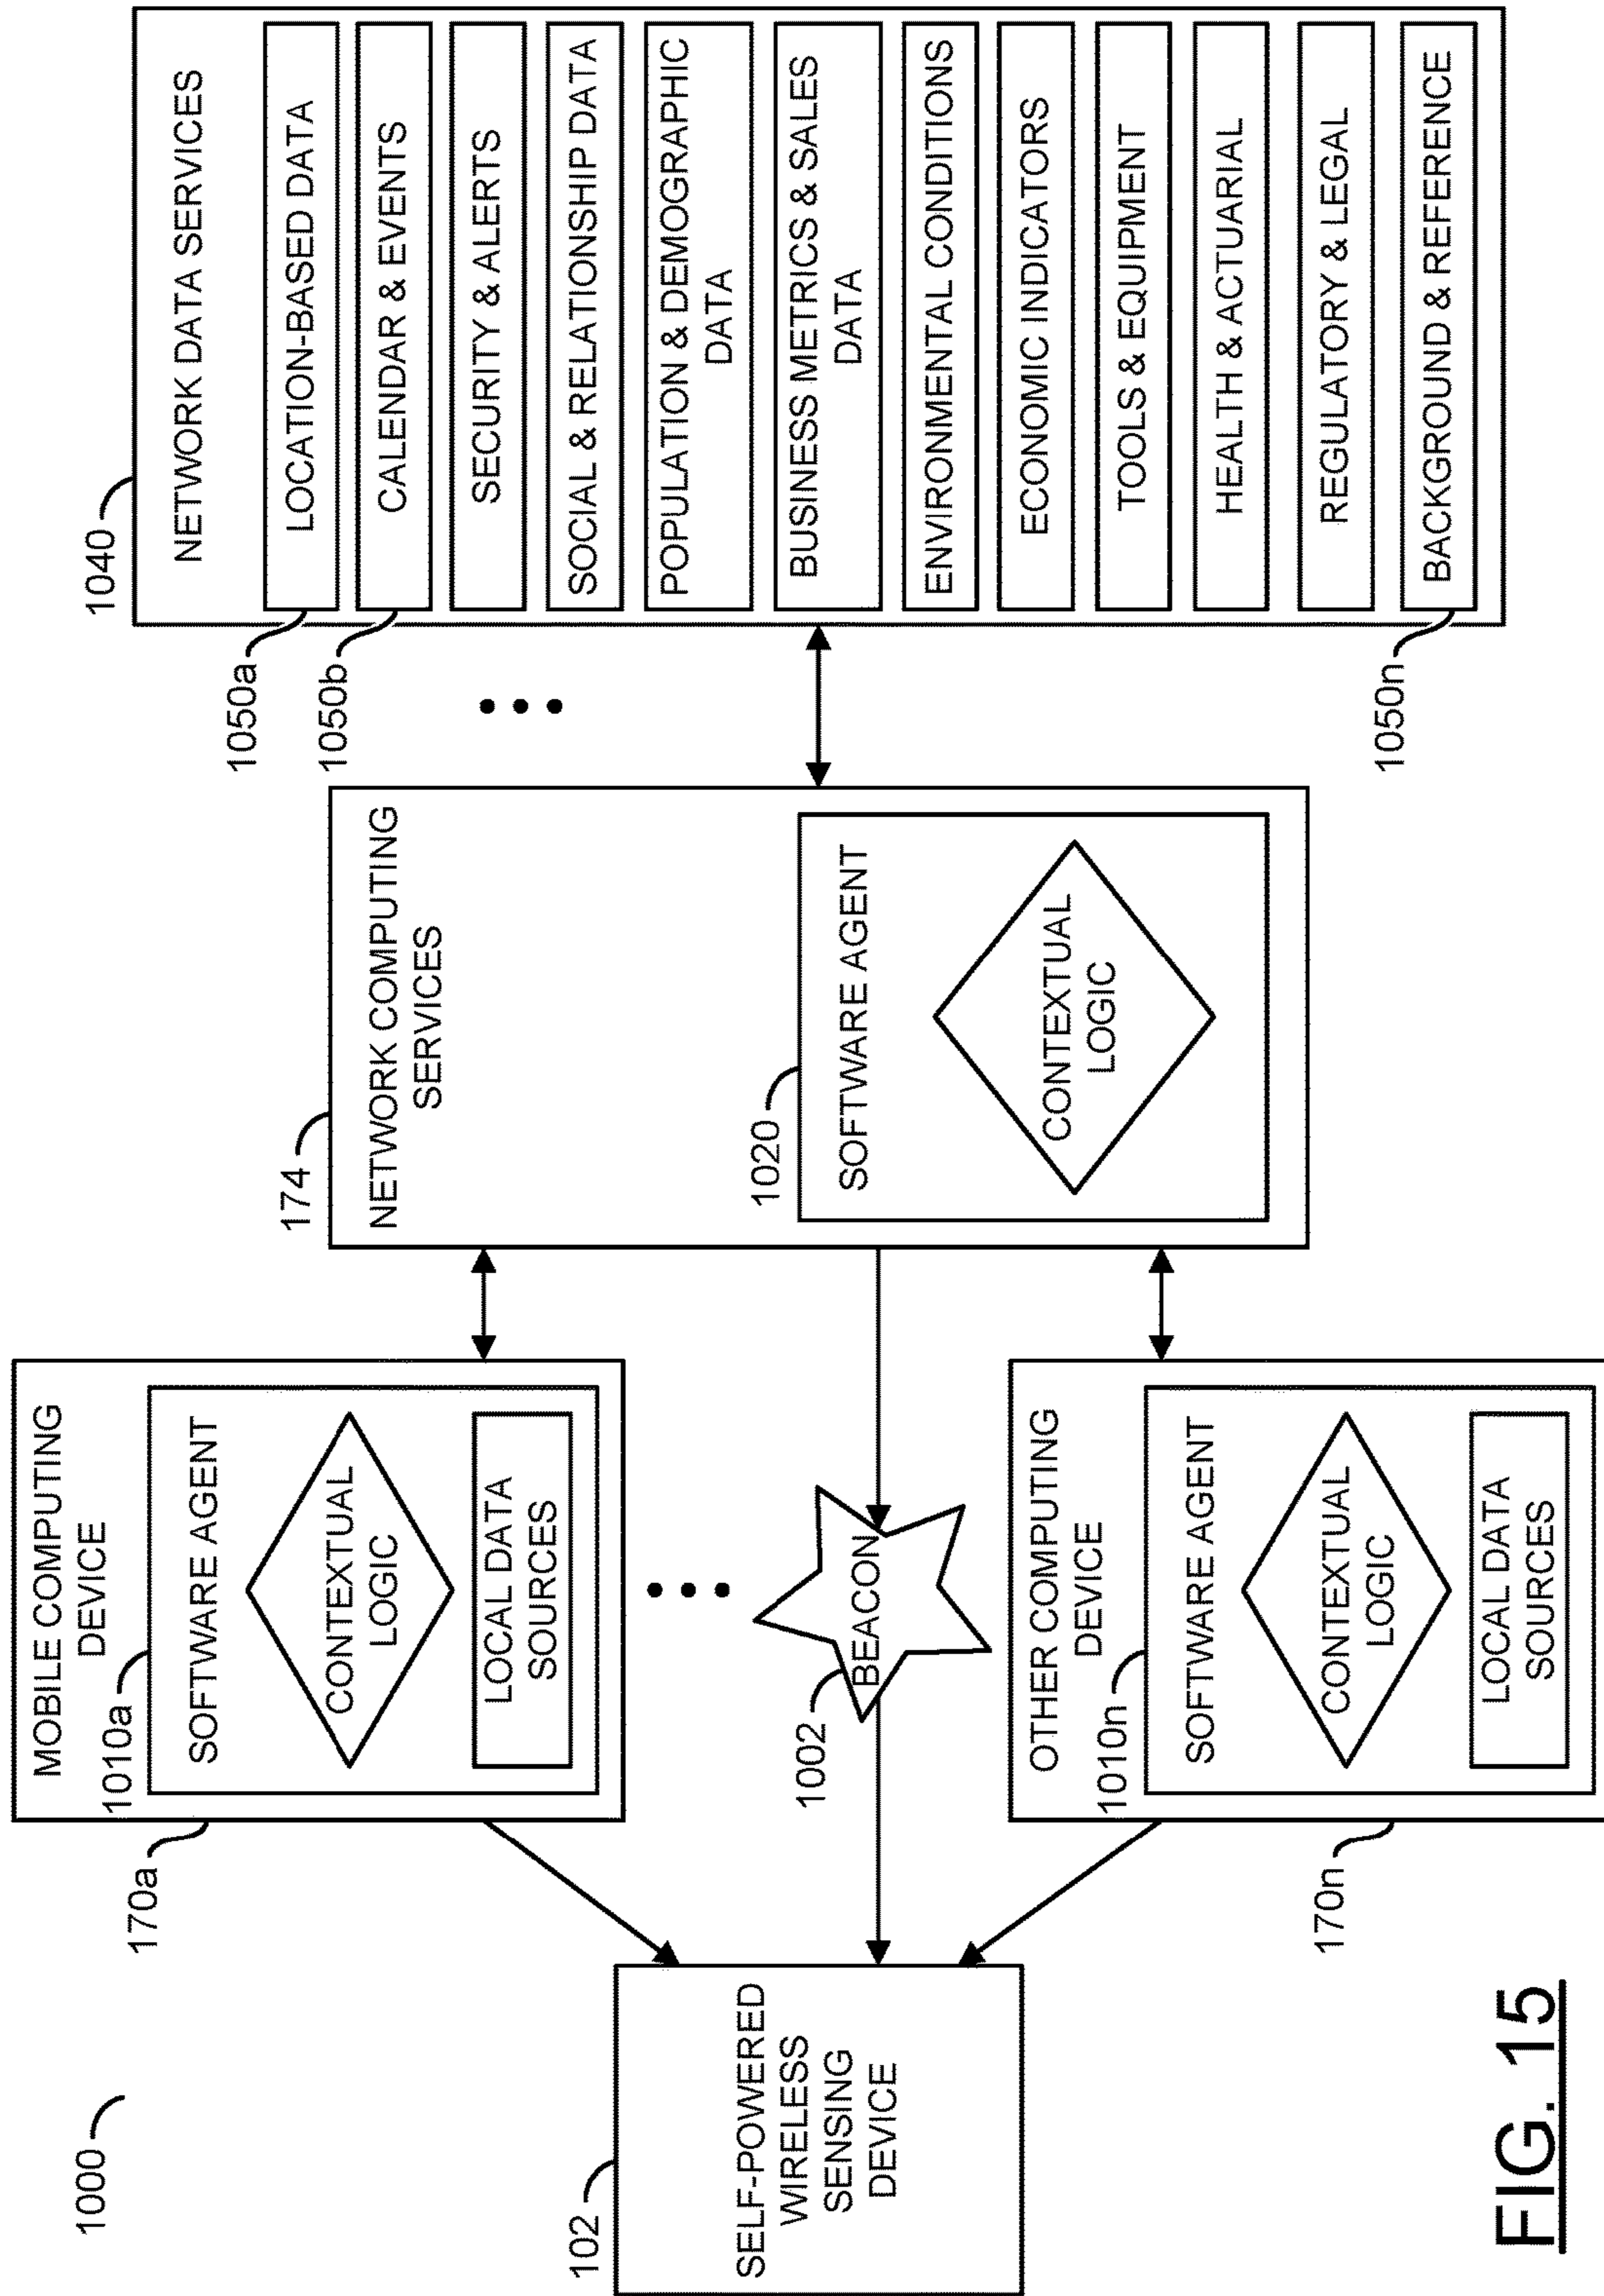 1000
102
SELF-POWERED
WIRELESS
SENSING
DEVICE
170a
MOBILE COMPUTING
DEVICE
1010a
SOFTWARE AGENT
CONTEXTUAL
LOGIC
LOCAL DATA
SOURCES
1002
BEACON
170n
OTHER COMPUTING
DEVICE
1010n
SOFTWARE AGENT
CONTEXTUAL
LOGIC
LOCAL DATA
SOURCES
174
NETWORK COMPUTING
SERVICES
1020
SOFTWARE AGENT
CONTEXTUAL
LOGIC
1040
NETWORK DATA SERVICES
1050a
LOCATION-BASED DATA
1050b
CALENDAR & EVENTS
SECURITY & ALERTS
SOCIAL & RELATIONSHIP DATA
POPULATION & DEMOGRAPHIC
DATA
BUSINESS METRICS & SALES
DATA
ENVIRONMENTAL CONDITIONS
ECONOMIC INDICATORS
TOOLS & EQUIPMENT
HEALTH & ACTUARIAL
REGULATORY & LEGAL
1050n
BACKGROUND & REFERENCE
FIG. 15